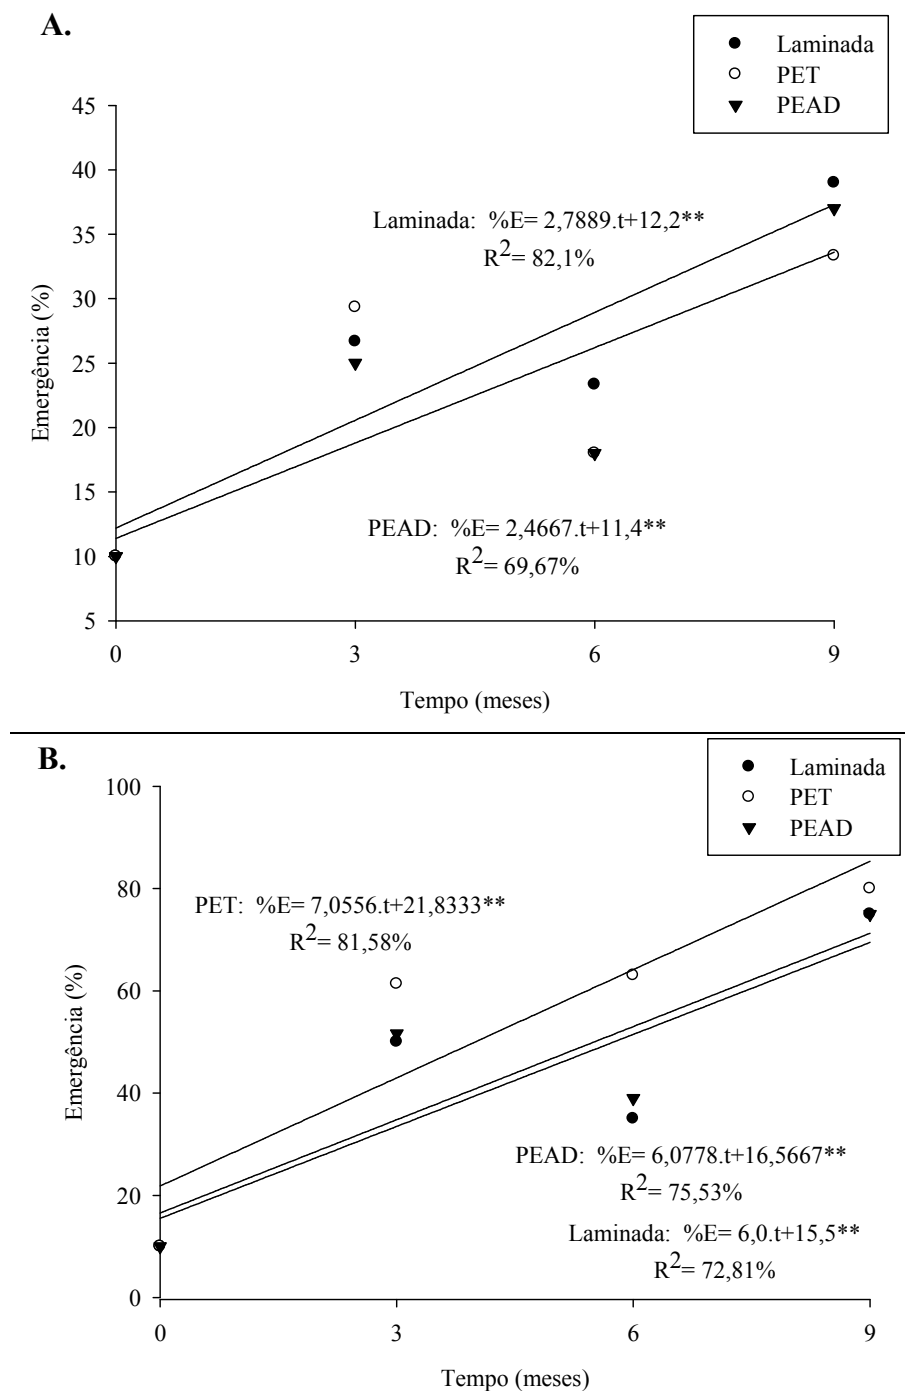 A.
Laminada
PET
PEAD
45
40
35
30
25
20
15
10
5
Emergência (%)
Laminada: %E= 2,7889.t+12,2**
R2= 82,1%
PEAD: %E= 2,4667.t+11,4**
R2= 69,67%
0 3 6 9
Tempo (meses)
B.
Laminada
PET
PEAD
100
80
60
40
20
0
Emergência (%)
PET: %E= 7,0556.t+21,8333**
R2= 81,58%
PEAD: %E= 6,0778.t+16,5667**
R2= 75,53%
Laminada: %E= 6,0.t+15,5**
R2= 72,81%
0 3 6 9
Tempo (meses)